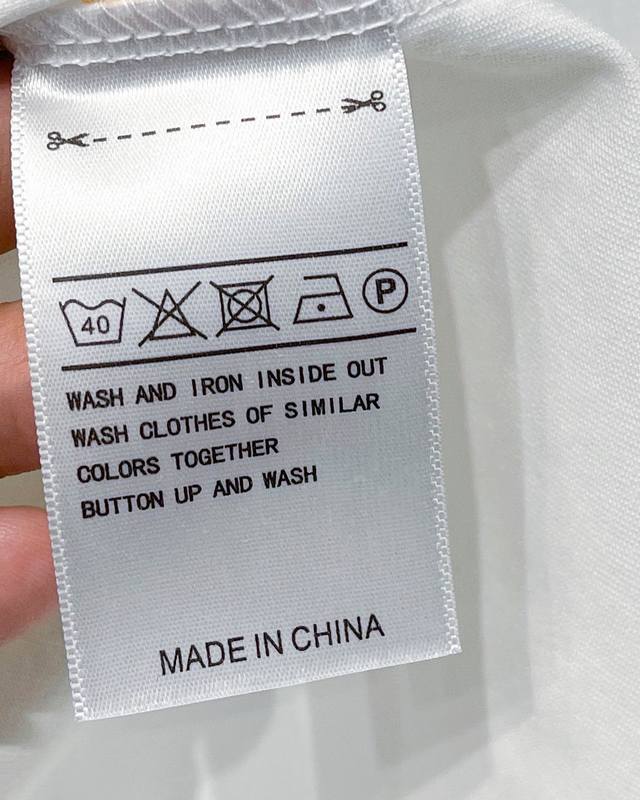 40
P
WASH AND IRON INSIDE OUT
WASH CLOTHES OF SIMILAR
COLORS TOGETHER
BUTTON UP AND WASH
MADE IN CHINA